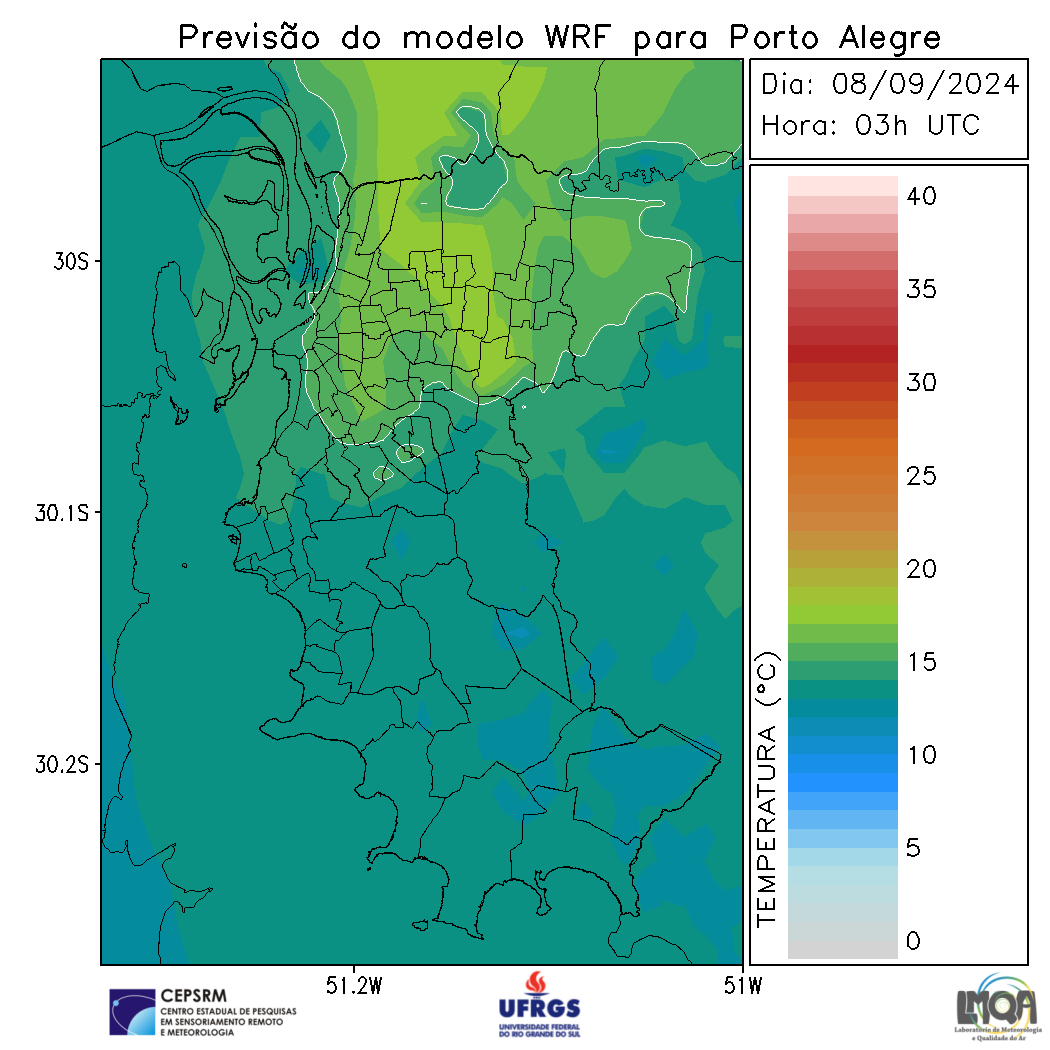 Previsão do modelo WRF para Porto Alegre
Dia: 08/09/2024
Hora: 03h UTC
40
35
30
25
20
15
10
5
0
TEMPERATURA (°C)
30S
30.1S
30.2S
51.2W
51W
CEPSRM
CENTRO ESTADUAL DE PESQUISAS
EM SENSORIAMENTO REMOTO
E METEOROLOGIA
UFRGS
UNIVERSIDADE FEDERAL
DO RIO GRANDE DO SUL
LMQA
Laboratório de Meteorologia
e Qualidade do Ar